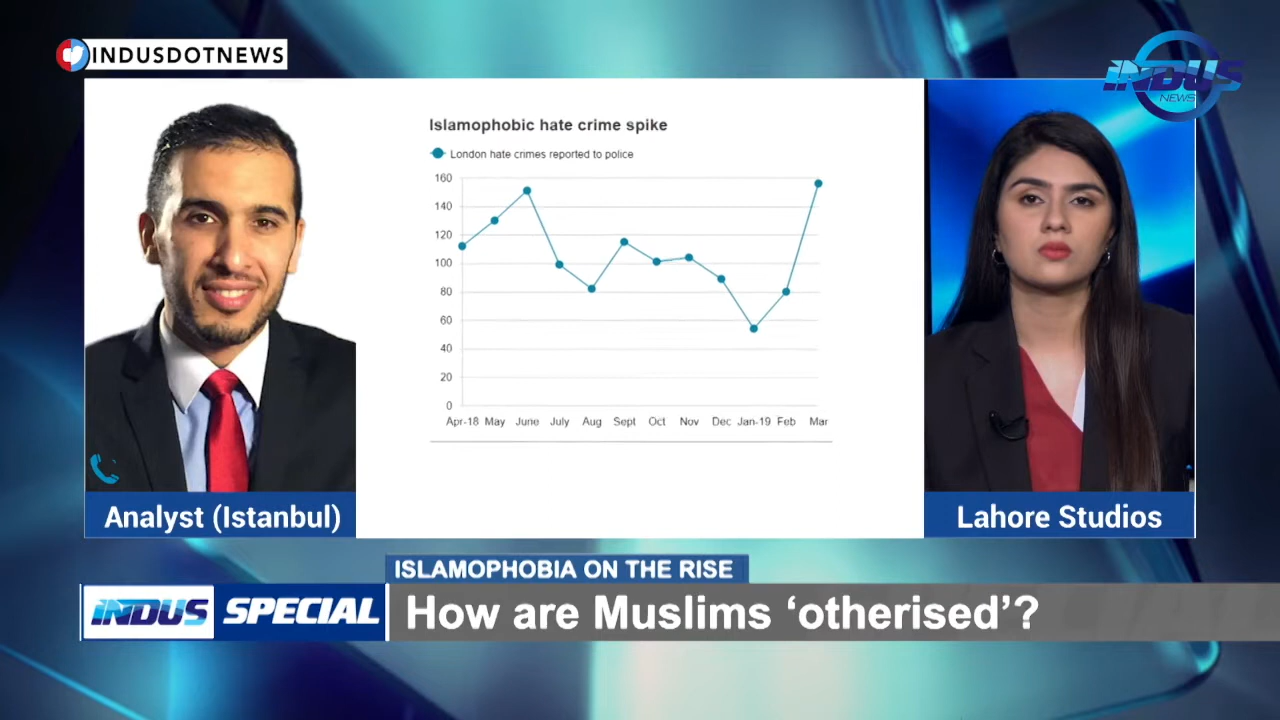 INDUSDOTNEWS
INDUS
NEWS
Islamophobic hate crime spike
London hate crimes reported to police
160
140
120
100
80
60
40
20
0
Apr-18 May June July Aug Sept Oct Nov Dec Jan-19 Feb Mar
Analyst (Istanbul)
Lahore Studios
ISLAMOPHOBIA ON THE RISE
INDUS SPECIAL
How are Muslims ‘otherised’?